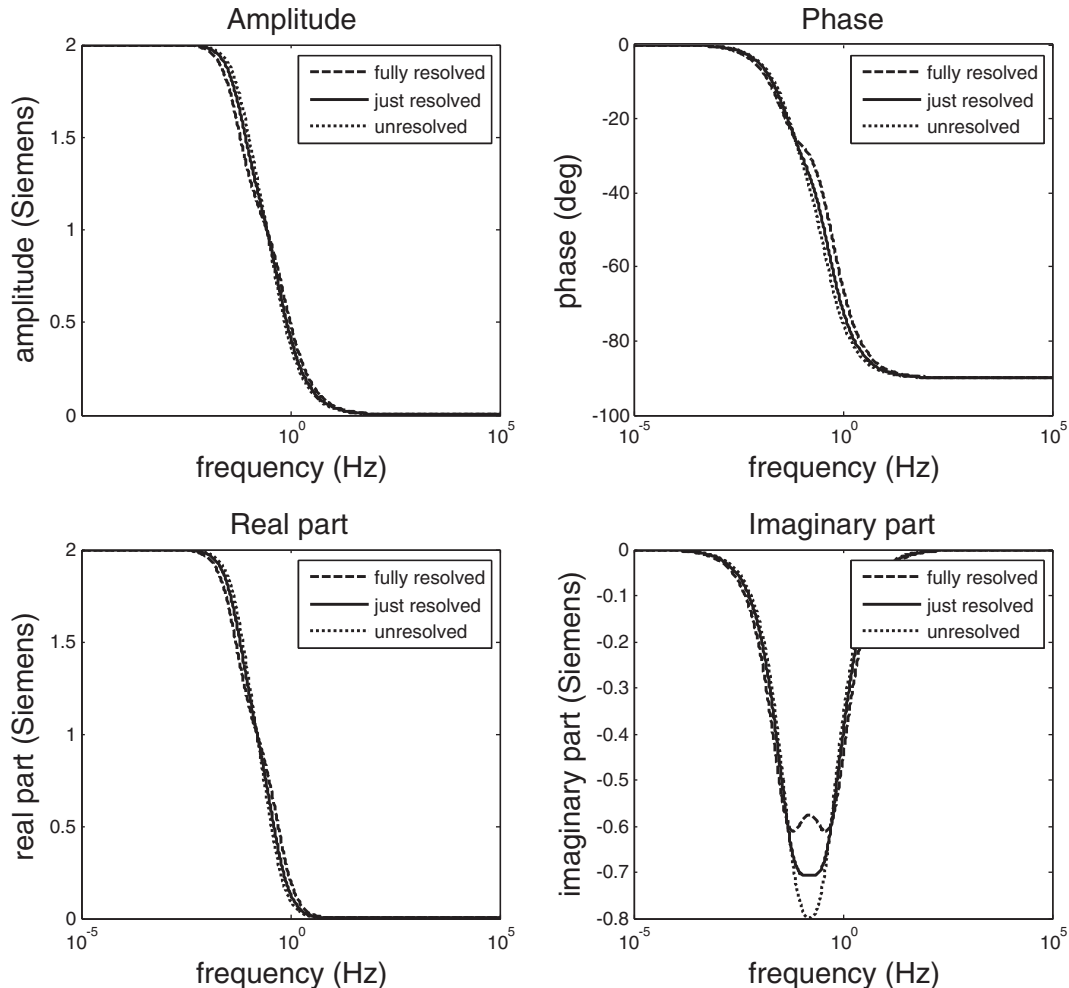 Amplitude
2
1.5
1
0.5
0
amplitude (Siemens)
fully resolved
just resolved
unresolved
10^0
10^5
frequency (Hz)
Phase
0
-20
-40
-60
-80
-100
phase (deg)
fully resolved
just resolved
unresolved
10^-5
10^0
10^5
frequency (Hz)
Real part
2
1.5
1
0.5
0
real part (Siemens)
fully resolved
just resolved
unresolved
10^-5
10^0
10^5
frequency (Hz)
Imaginary part
0
-0.1
-0.2
-0.3
-0.4
-0.5
-0.6
-0.7
-0.8
imaginary part (Siemens)
fully resolved
just resolved
unresolved
10^-5
10^0
10^5
frequency (Hz)